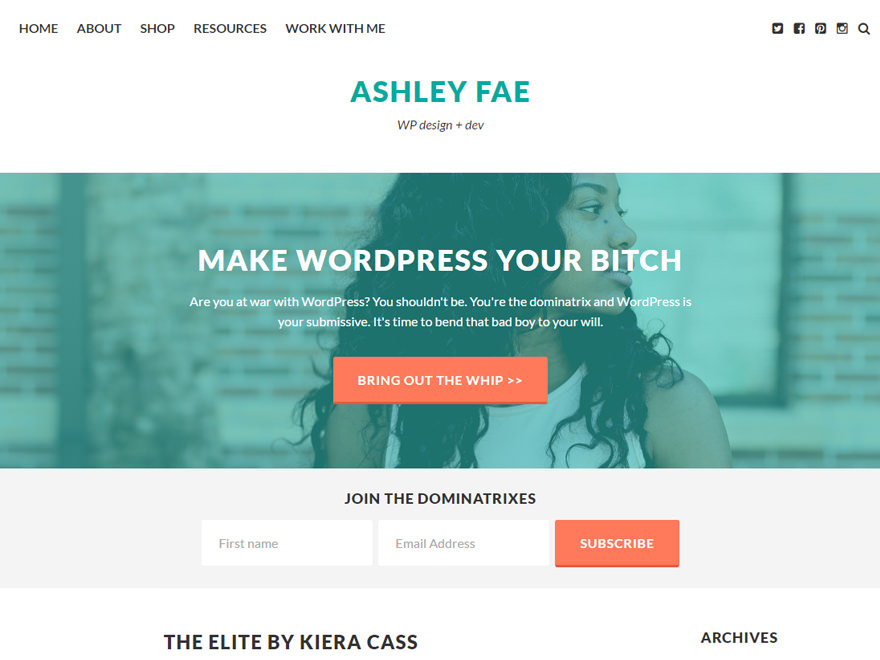 HOME ABOUT SHOP RESOURCES WORK WITH ME
ASHLEY FAE
WP design + dev
MAKE WORDPRESS YOUR BITCH
Are you at war with WordPress? You shouldn't be. You're the dominatrix and WordPress is
your submissive. It's time to bend that bad boy to your will.
BRING OUT THE WHIP >>
JOIN THE DOMINATRIXES
First name Email Address SUBSCRIBE
THE ELITE BY KIERA CASS ARCHIVES